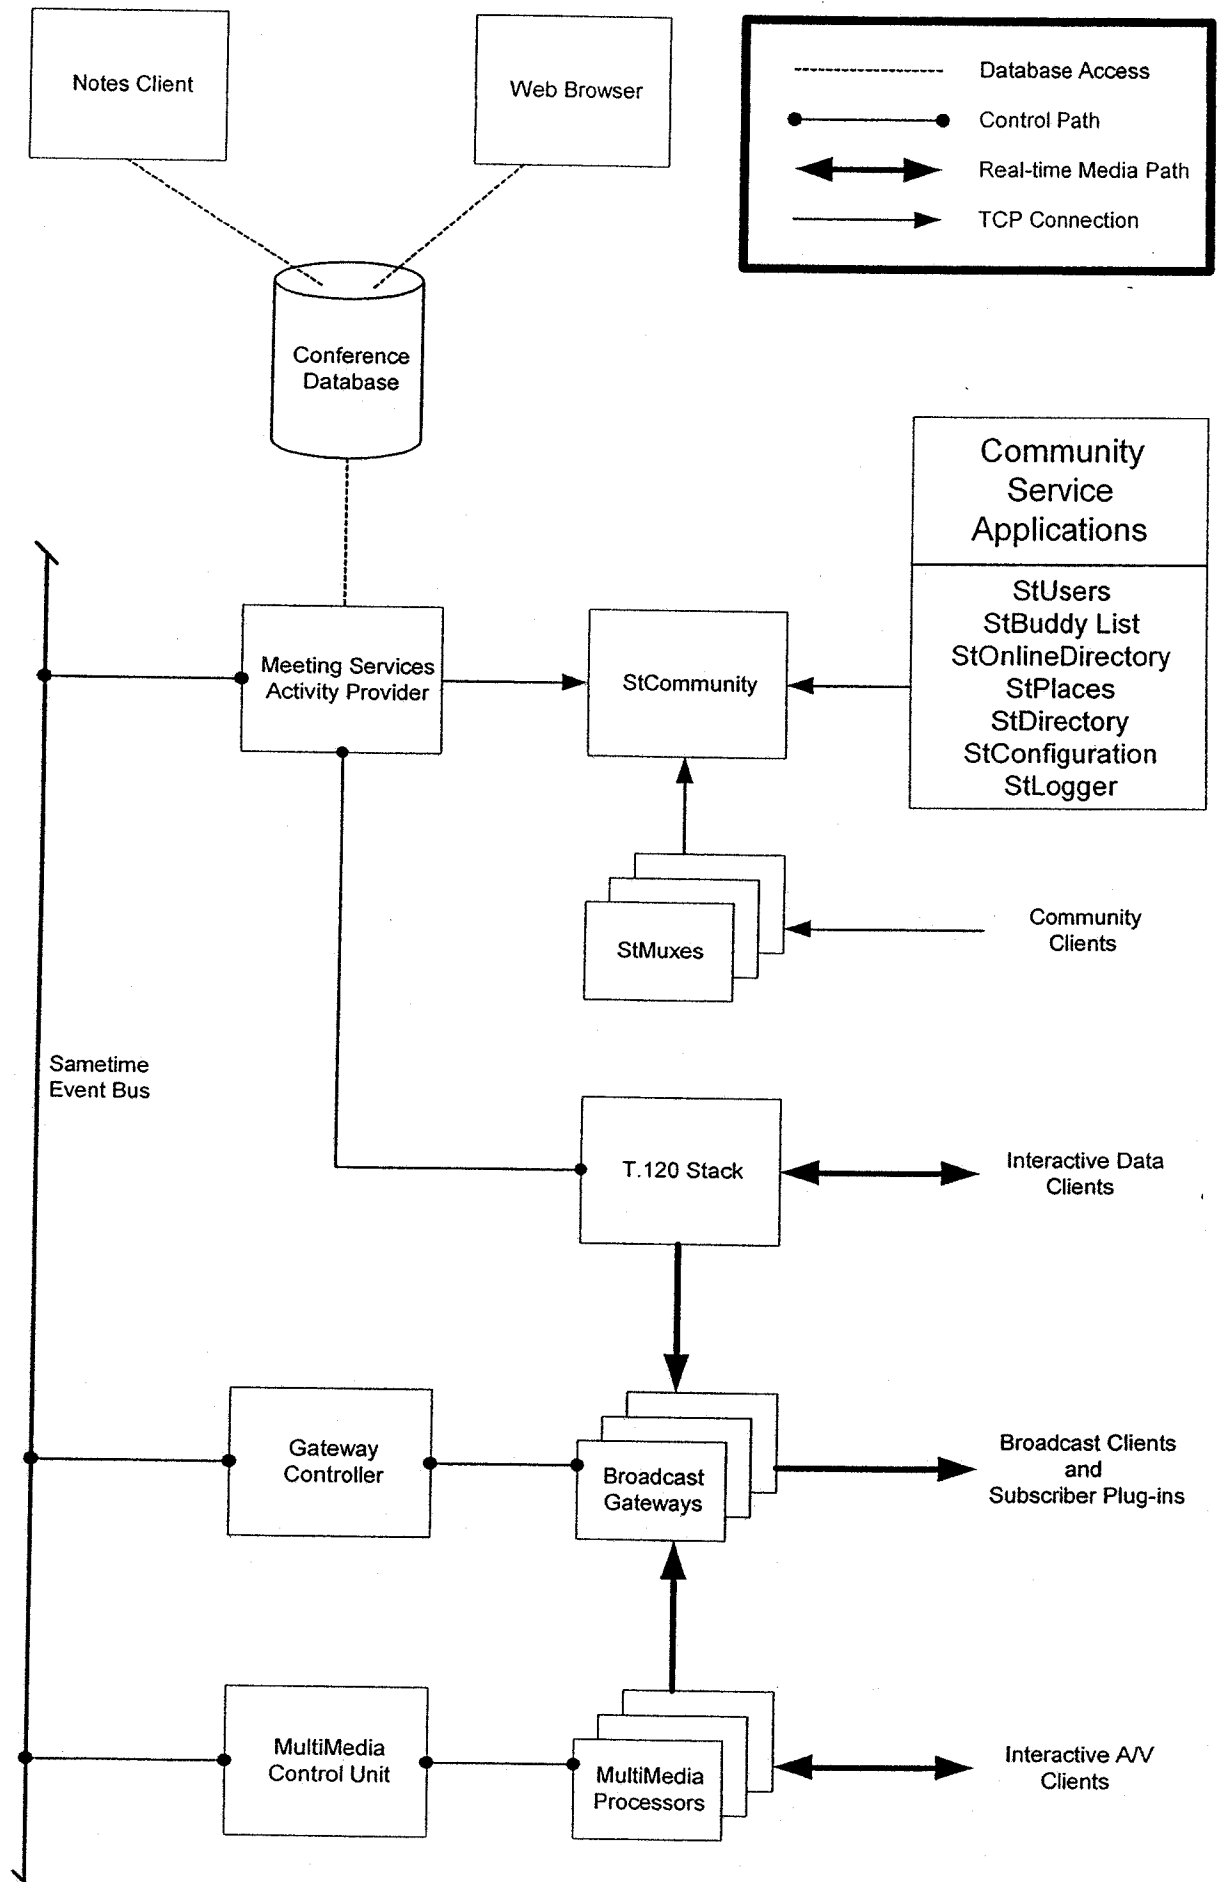 Notes Client
Web Browser
Database Access
Control Path
Real-time Media Path
TCP Connection
Conference
Database
Community
Service
Applications
StUsers
StBuddy List
StOnlineDirectory
StPlaces
StDirectory
StConfiguration
StLogger
Meeting Services
Activity Provider
StCommunity
StMuxes
Community
Clients
Sametime
Event Bus
T.120 Stack
Interactive Data
Clients
Gateway
Controller
Broadcast
Gateways
Broadcast Clients
and
Subscriber Plug-ins
MultiMedia
Control Unit
MultiMedia
Processors
Interactive A/V
Clients